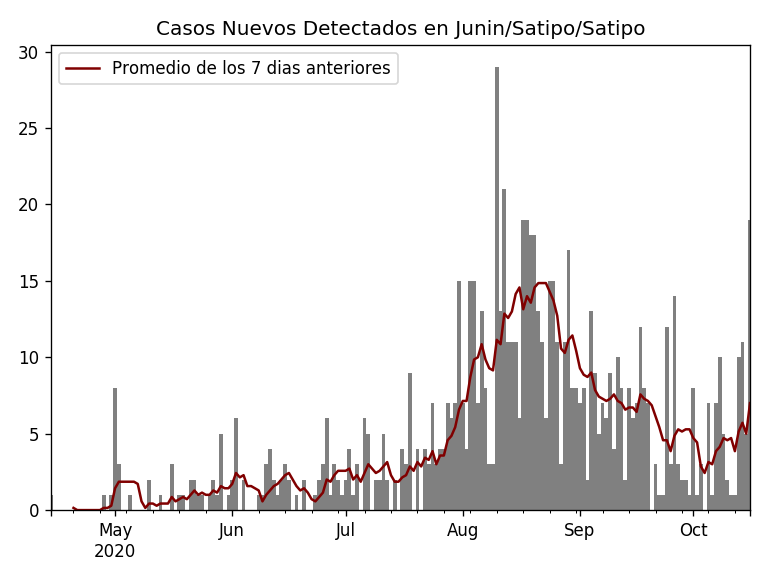 Casos Nuevos Detectados en Junin/Satipo/Satipo
Promedio de los 7 dias anteriores
30
25
20
15
10
5
0
May Jun Jul Aug Sep Oct
2020